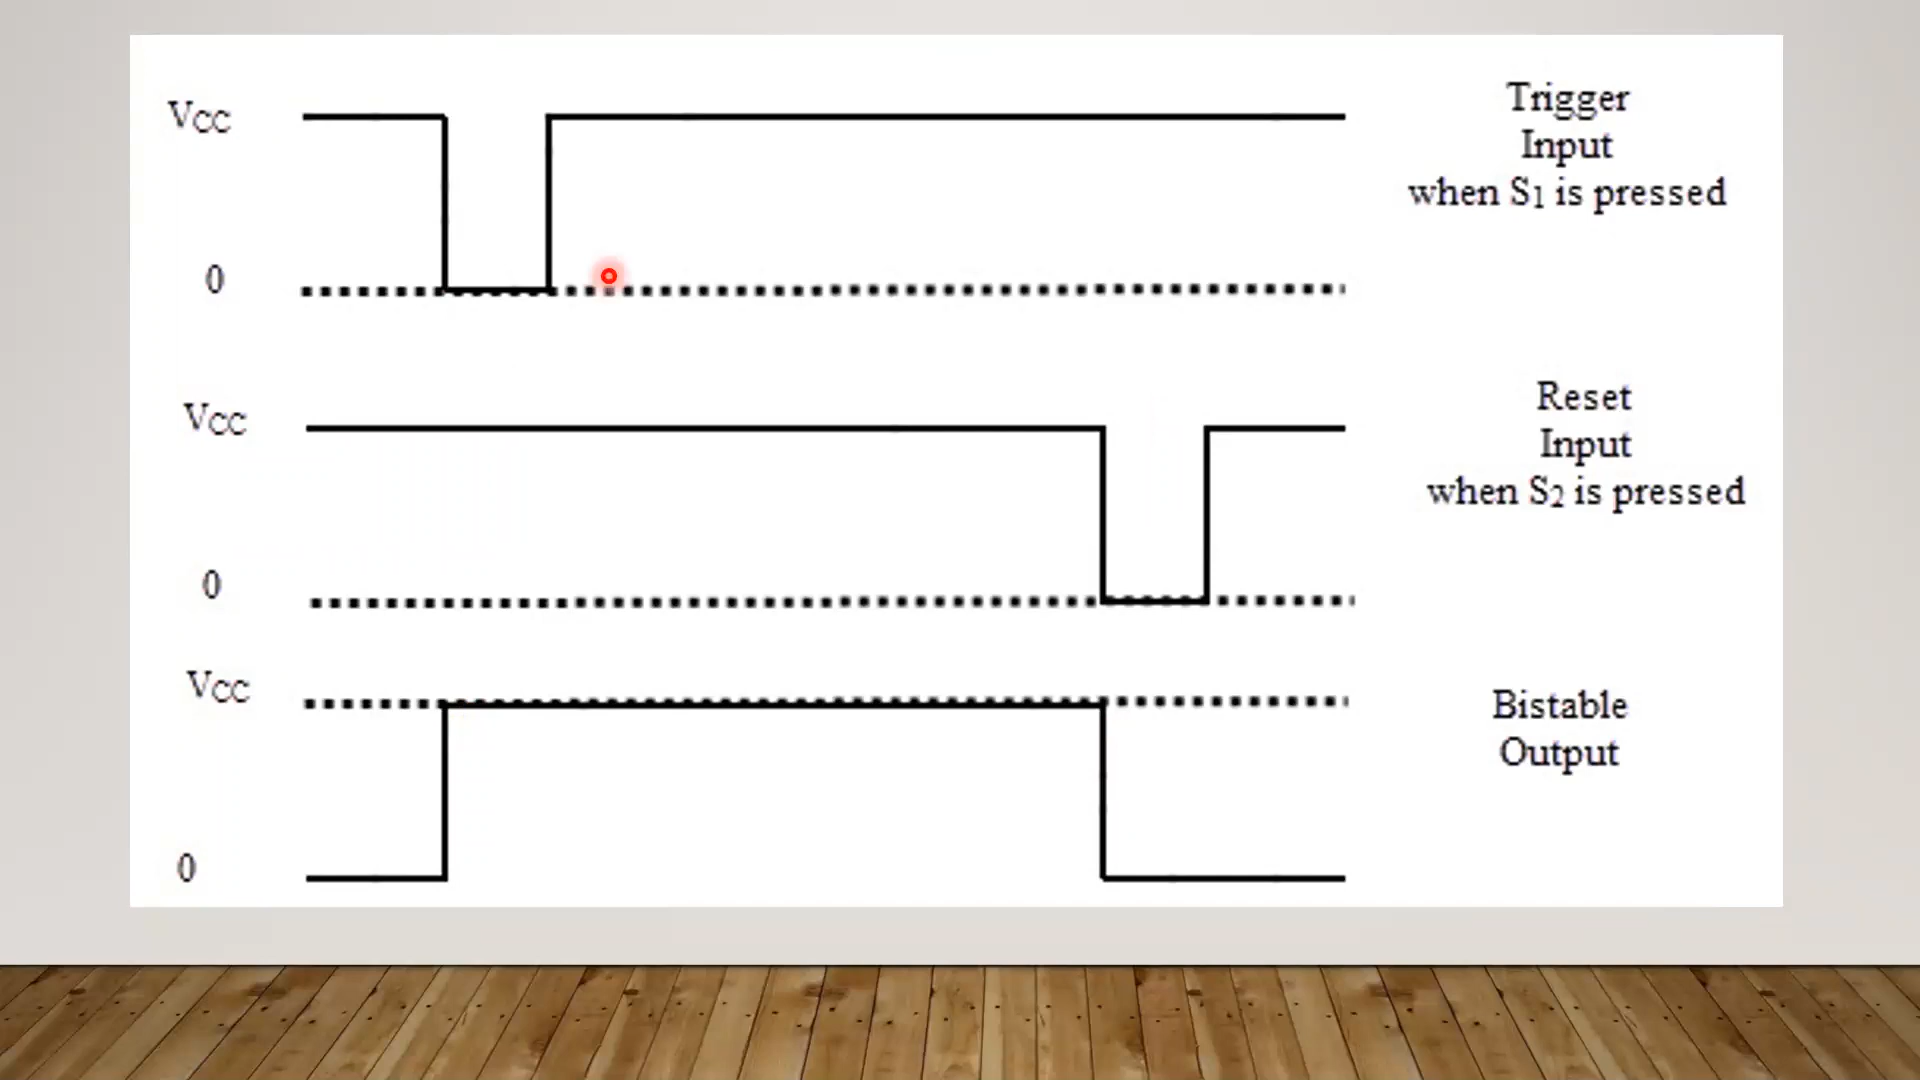 VCC
Trigger
Input
when S1 is pressed
0
VCC
Reset
Input
when S2 is pressed
0
VCC
Bistable
Output
0